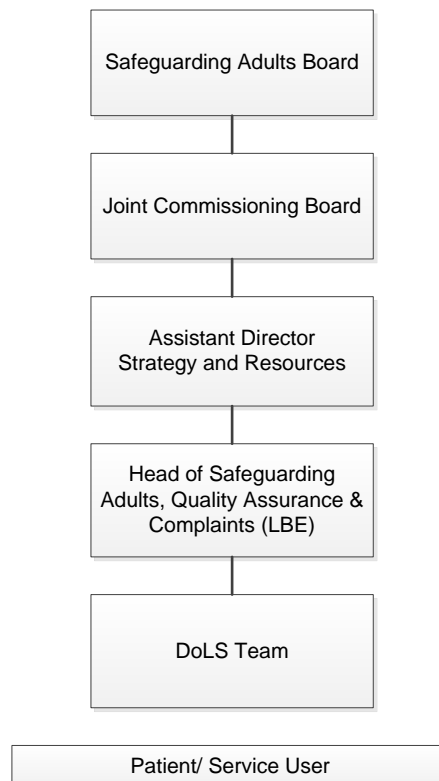 Safeguarding Adults Board
Joint Commissioning Board
Assistant Director
Strategy and Resources
Head of Safeguarding
Adults, Quality Assurance &
Complaints (LBE)
DoLS Team
Patient/ Service User